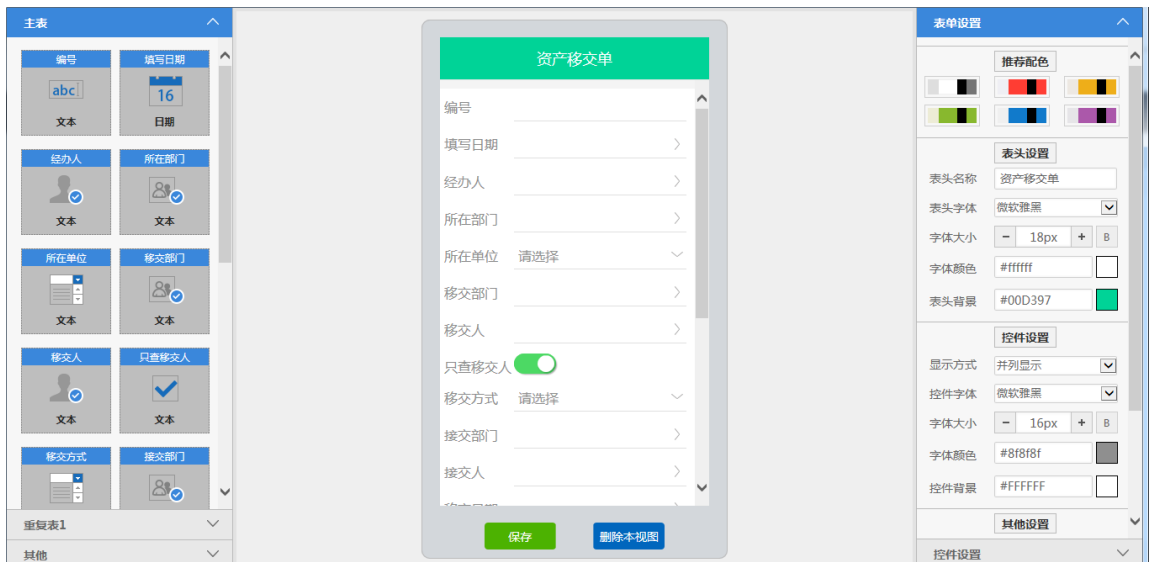 主表
编号 填写日期
abc 16
文本 日期
经办人 所在部门
文本 文本
所在单位 移交部门
文本 文本
移交人 只查移交人
文本 文本
移交方式 接交部门
重复表1
其他
资产移交单
编号
填写日期
经办人
所在部门
所在单位 请选择
移交部门
移交人
只查移交人
移交方式 请选择
接交部门
接交人
保存 删除本视图
表单设置
推荐配色
表头设置
表头名称 资产移交单
表头字体 微软雅黑
字体大小 − 18px + B
字体颜色 #ffffff
表头背景 #00D397
控件设置
显示方式 并列显示
控件字体 微软雅黑
字体大小 − 16px + B
字体颜色 #8f8f8f
控件背景 #FFFFFF
其他设置
控件设置